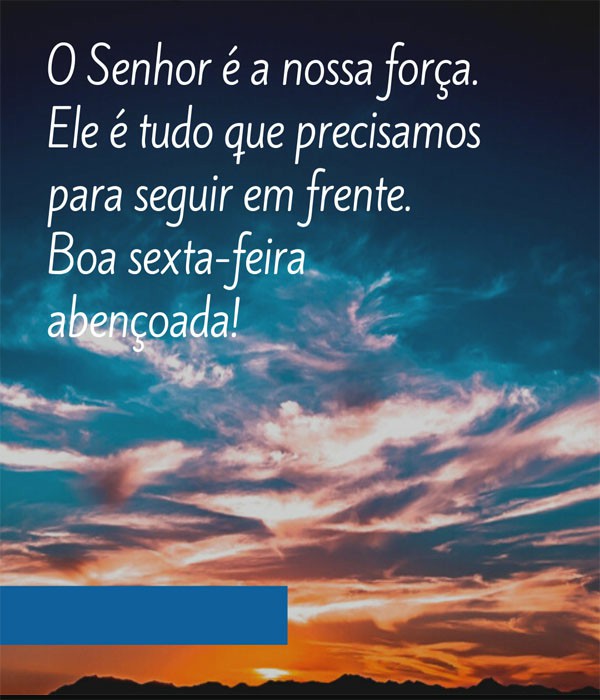 O Senhor é a nossa força.
Ele é tudo que precisamos
para seguir em frente.
Boa sexta-feira
abençoada!